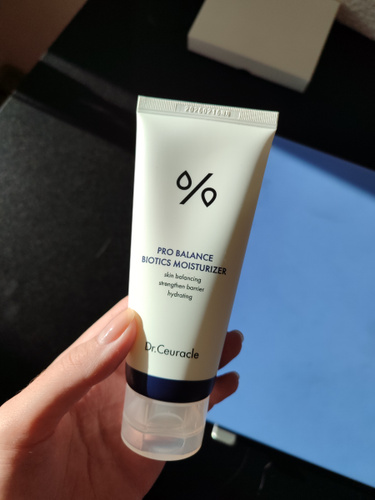 PRO BALANCE
BIOTICS MOISTURIZER
skin balancing
strengthen barrier
hydrating
Dr.Ceuracle